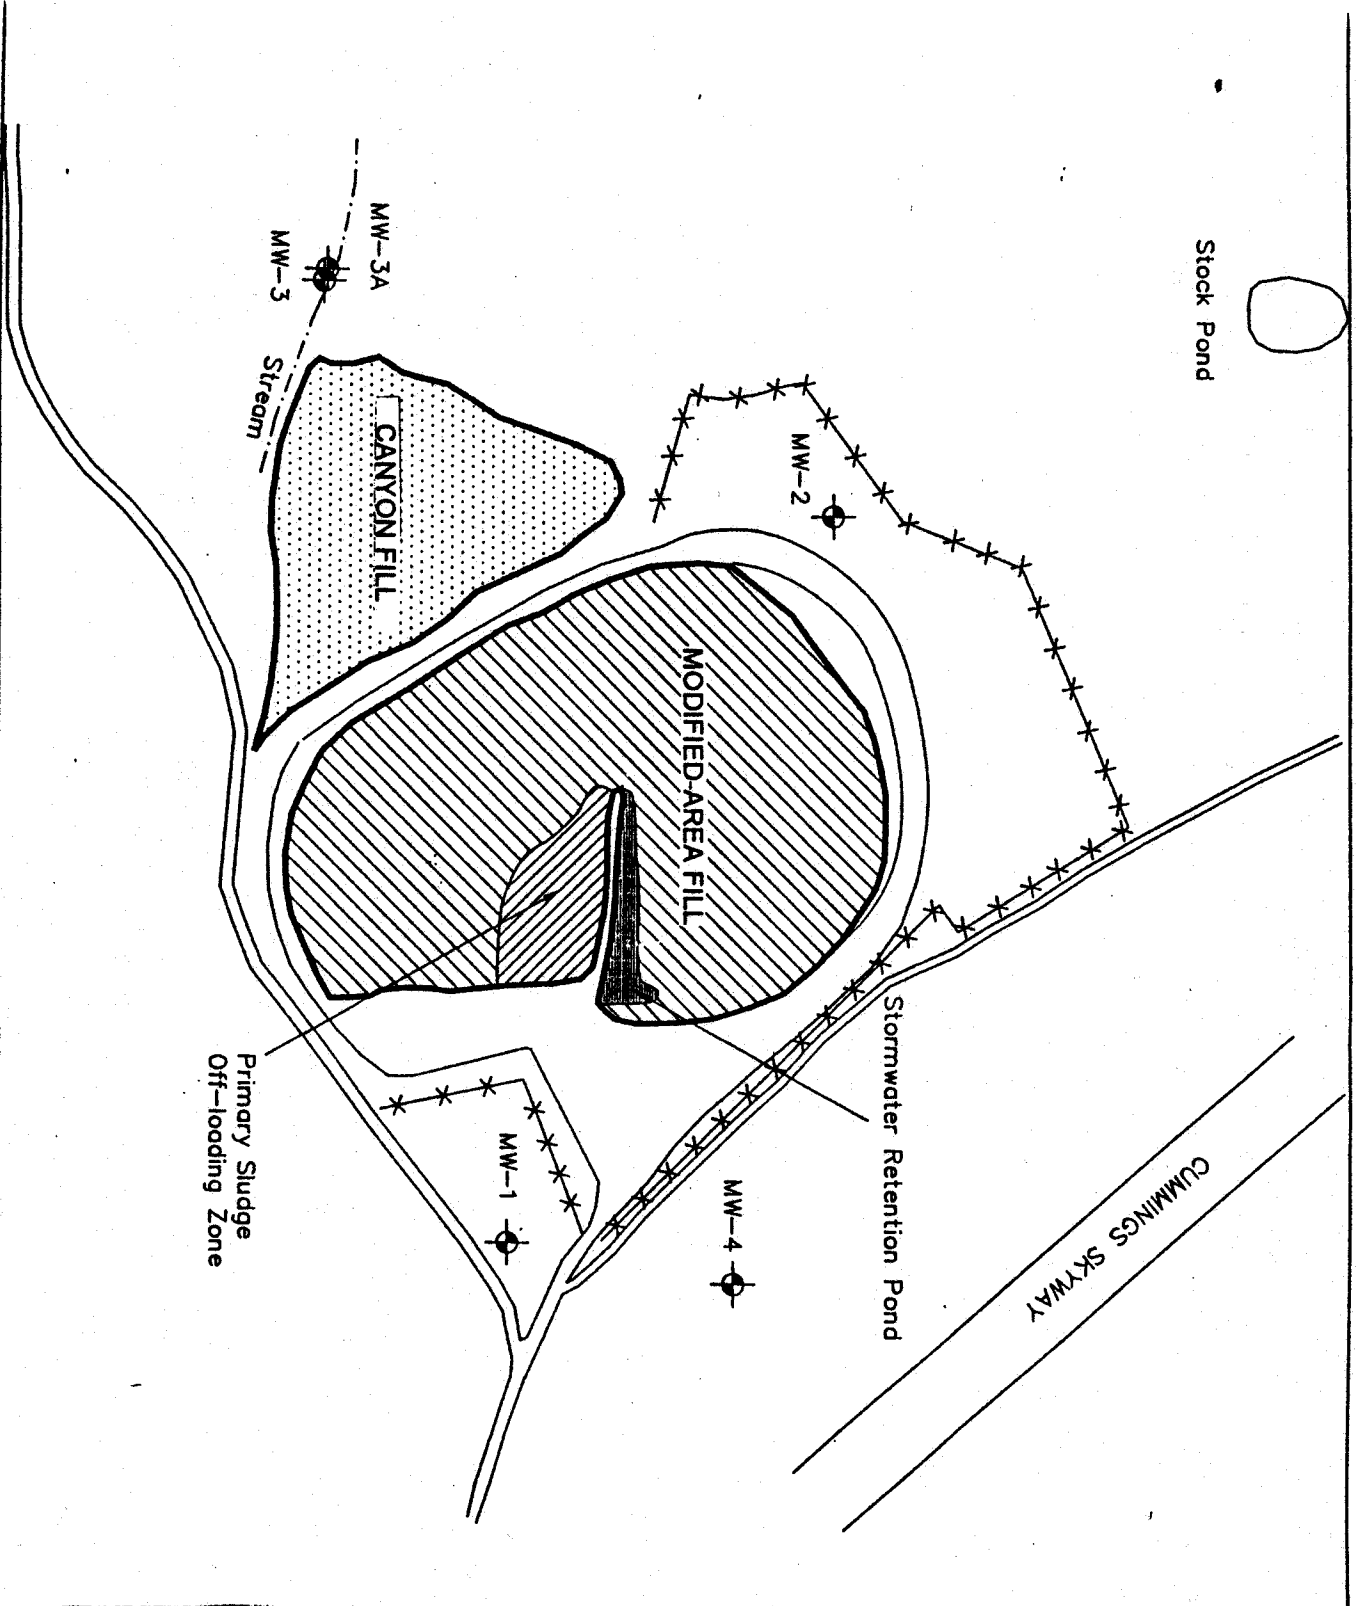 Stock Pond
MW-3A
MW-3
Stream
CANYON FILL
MW-2
MODIFIED-AREA FILL
Stormwater Retention Pond
CUMMINGS SKYWAY
MW-4
MW-1
Primary Sludge
Off-loading Zone